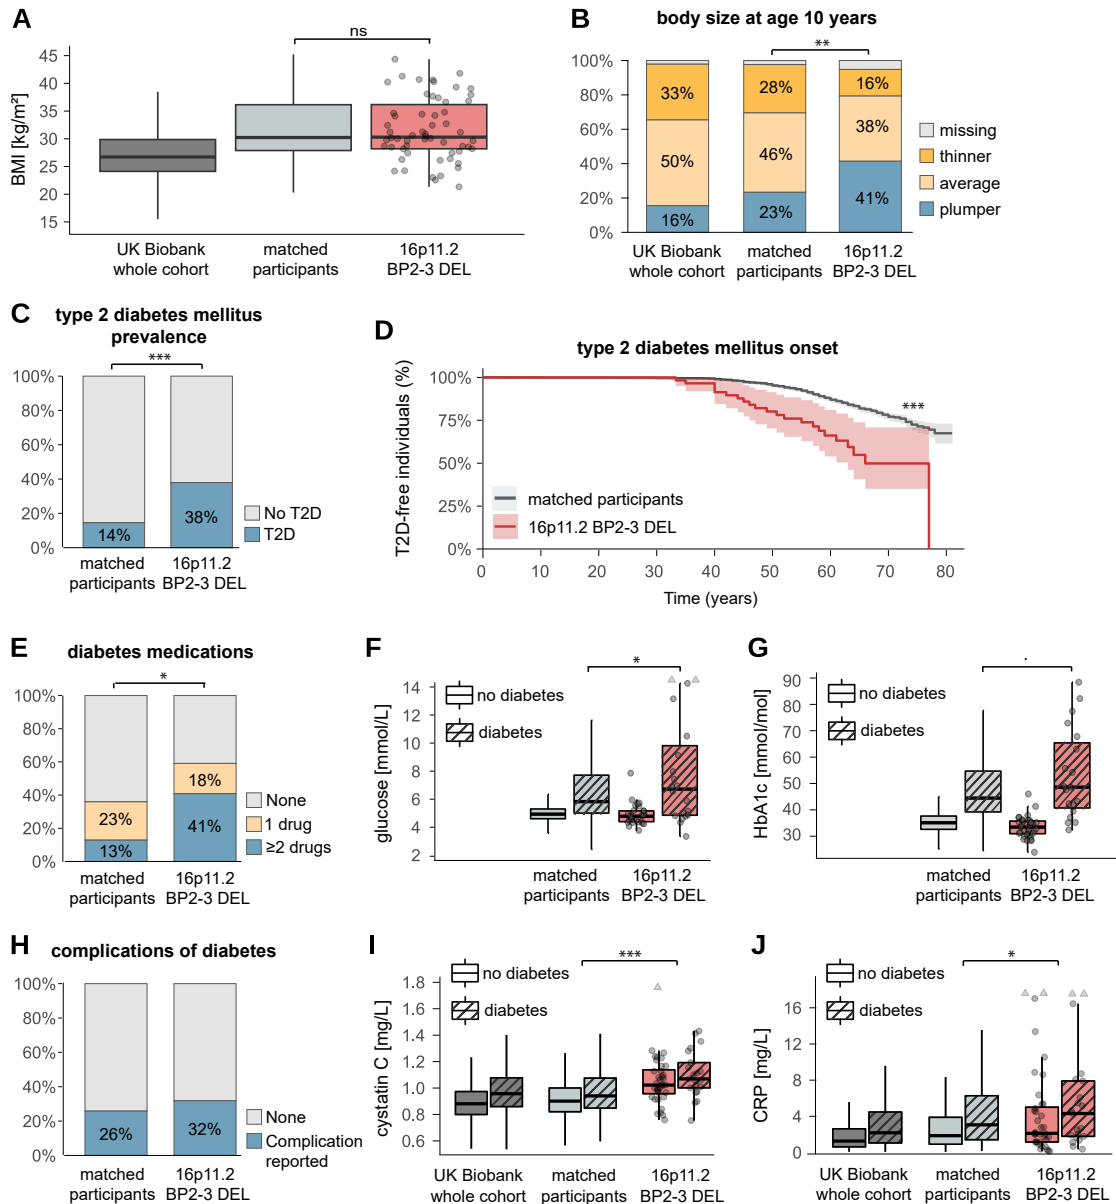 A
ns
BMI [kg/m²]
45
40
35
30
25
20
15
UK Biobank
whole cohort
matched
participants
16p11.2
BP2-3 DEL
B
body size at age 10 years
**
100%
80%
60%
40%
20%
0%
33%
50%
16%
28%
46%
23%
16%
38%
41%
missing
thinner
average
plumper
UK Biobank
whole cohort
matched
participants
16p11.2
BP2-3 DEL
C
type 2 diabetes mellitus
prevalence
***
100%
80%
60%
40%
20%
0%
14%
38%
No T2D
T2D
matched
participants
16p11.2
BP2-3 DEL
D
type 2 diabetes mellitus onset
T2D-free individuals (%)
100%
75%
50%
25%
0%
***
matched participants
16p11.2 BP2-3 DEL
0
10
20
30
40
50
60
70
80
Time (years)
E
diabetes medications
*
100%
80%
60%
40%
20%
0%
23%
13%
18%
41%
None
1 drug
≥2 drugs
matched
participants
16p11.2
BP2-3 DEL
F
*
glucose [mmol/L]
14
12
10
8
6
4
2
no diabetes
diabetes
matched
participants
16p11.2
BP2-3 DEL
G
.
HbA1c [mmol/mol]
90
80
70
60
50
40
30
no diabetes
diabetes
matched
participants
16p11.2
BP2-3 DEL
H
complications of diabetes
100%
80%
60%
40%
20%
0%
26%
32%
None
Complication
reported
matched
participants
16p11.2
BP2-3 DEL
I
no diabetes
diabetes
***
cystatin C [mg/L]
1.8
1.6
1.4
1.2
1.0
0.8
0.6
UK Biobank
whole cohort
matched
participants
16p11.2
BP2-3 DEL
J
no diabetes
diabetes
*
CRP [mg/L]
16
12
8
4
0
UK Biobank
whole cohort
matched
participants
16p11.2
BP2-3 DEL